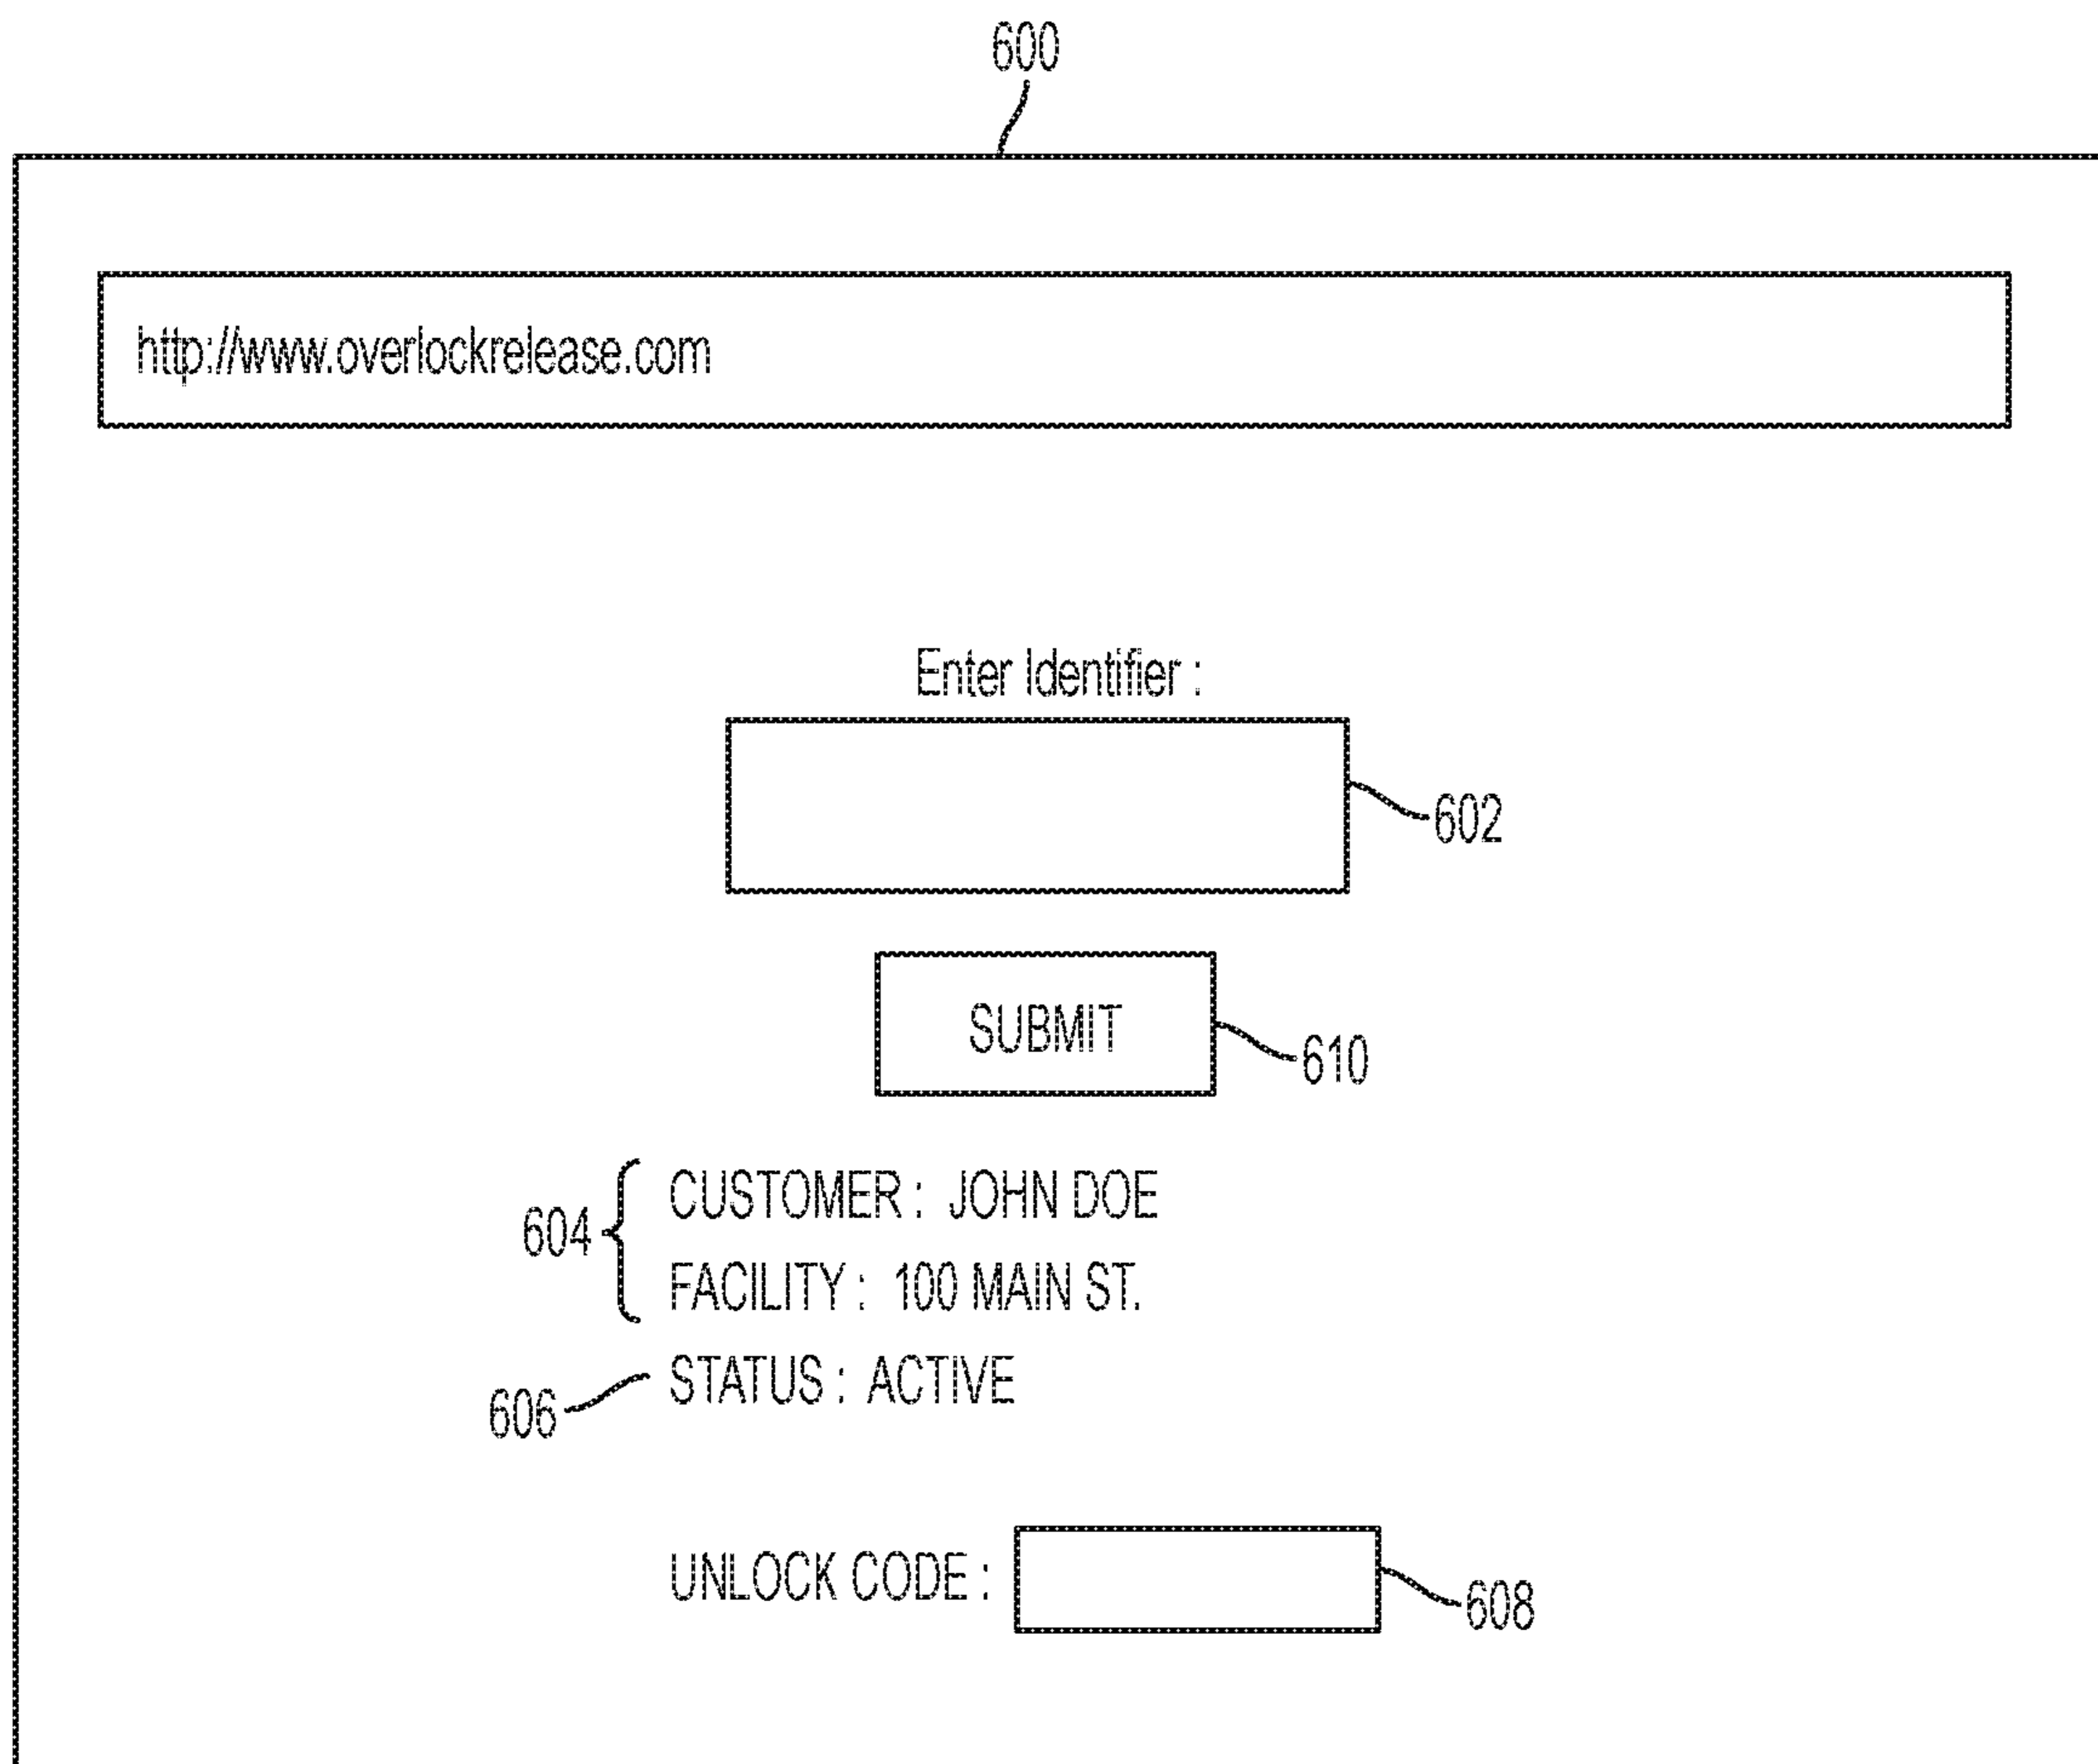 600
http://www.overlockrelease.com
Enter Identifier :
602
SUBMIT
610
604
CUSTOMER : JOHN DOE
FACILITY : 100 MAIN ST.
606
STATUS : ACTIVE
UNLOCK CODE :
608